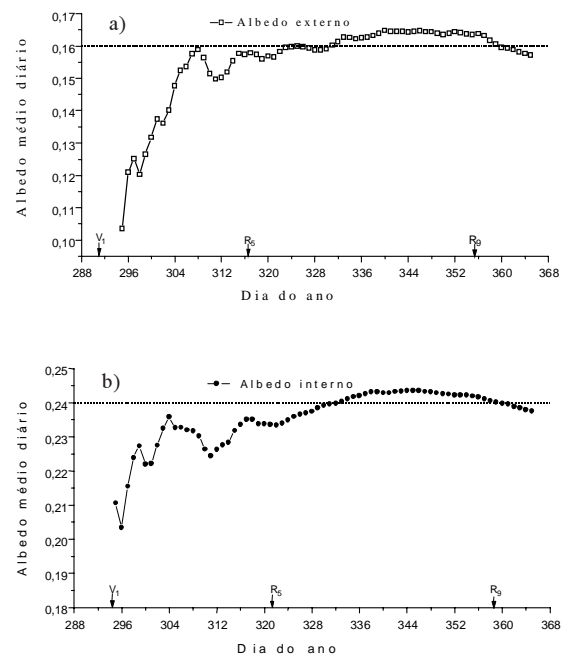 a)
Albedo externo
Albedo médio diário
0,17
0,16
0,15
0,14
0,13
0,12
0,11
0,10
V1
R5
R9
288 296 304 312 320 328 336 344 352 360 368
Dia do ano
b)
Albedo interno
Albedo médio diário
0,25
0,24
0,23
0,22
0,21
0,20
0,19
0,18
V1
R5
R9
288 296 304 312 320 328 336 344 352 360 368
Dia do ano